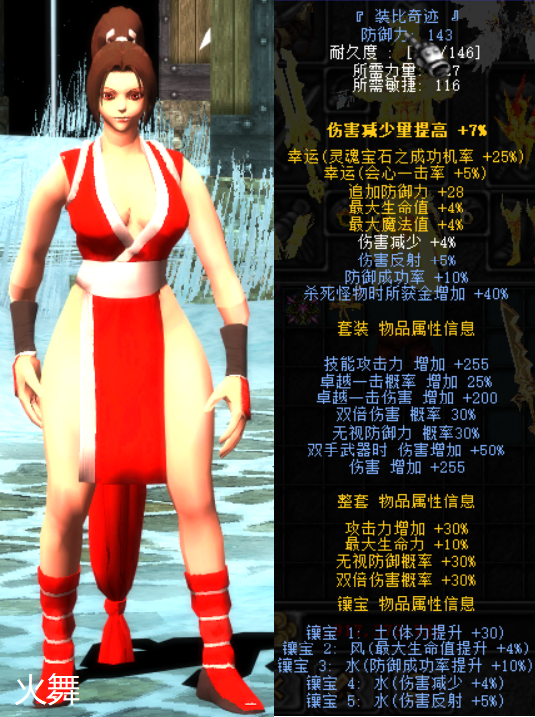 『 装比奇迹 』
防御力: 143
耐久度 : [ /146]
所需力量: 7
所需敏捷: 116
伤害减少量提高 +7%
幸运(灵魂宝石之成功机率 +25%)
幸运(会心一击率 +5%)
追加防御力 +28
最大生命值 +4%
最大魔法值 +4%
伤害减少 +4%
伤害反射 +5%
防御成功率 +10%
杀死怪物时所获金增加 +40%
套装 物品属性信息
技能攻击力 增加 +255
卓越一击概率 增加 25%
卓越一击伤害 增加 +200
双倍伤害 概率 30%
无视防御力 概率30%
双手武器时 伤害增加 +50%
伤害 增加 +255
整套 物品属性信息
攻击力增加 +30%
最大生命力 +10%
无视防御概率 +30%
双倍伤害概率 +30%
镶宝 物品属性信息
镶宝 1: 土(体力提升 +30)
镶宝 2: 风(最大生命值提升 +4%)
镶宝 3: 水(防御成功率提升 +10%)
镶宝 4: 水(伤害减少 +4%)
镶宝 5: 水(伤害反射 +5%)
火舞